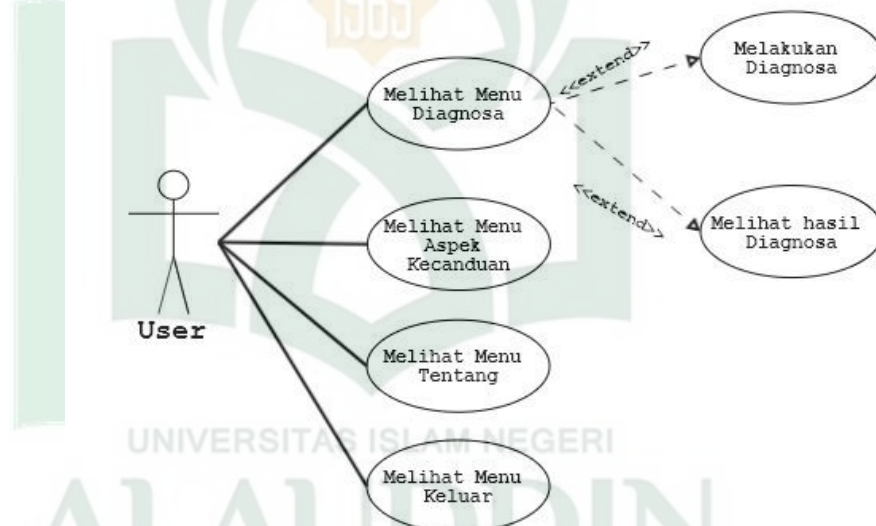 1965
Melihat Menu
Diagnosa
<<extend>>
Melakukan
Diagnosa
<<extend>>
Melihat hasil
Diagnosa
Melihat Menu
Aspek
Kecanduan
User
Melihat Menu
Tentang
UNIVERSITAS ISLAM NEGERI
Melihat Menu
Keluar
ALAUDDIN